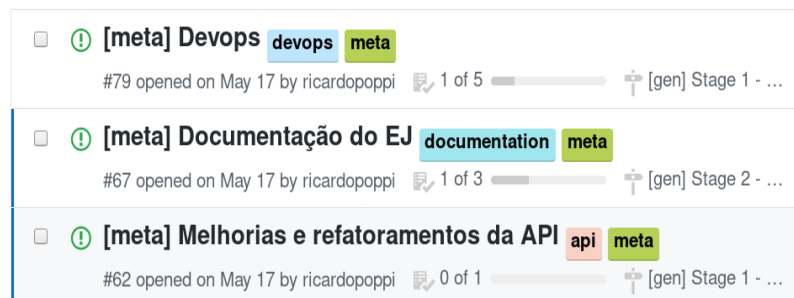 [meta] Devops devops meta
#79 opened on May 17 by ricardopoppi 1 of 5 [gen] Stage 1 - …
[meta] Documentação do EJ documentation meta
#67 opened on May 17 by ricardopoppi 1 of 3 [gen] Stage 2 - …
[meta] Melhorias e refatoramentos da API api meta
#62 opened on May 17 by ricardopoppi 0 of 1 [gen] Stage 1 - …